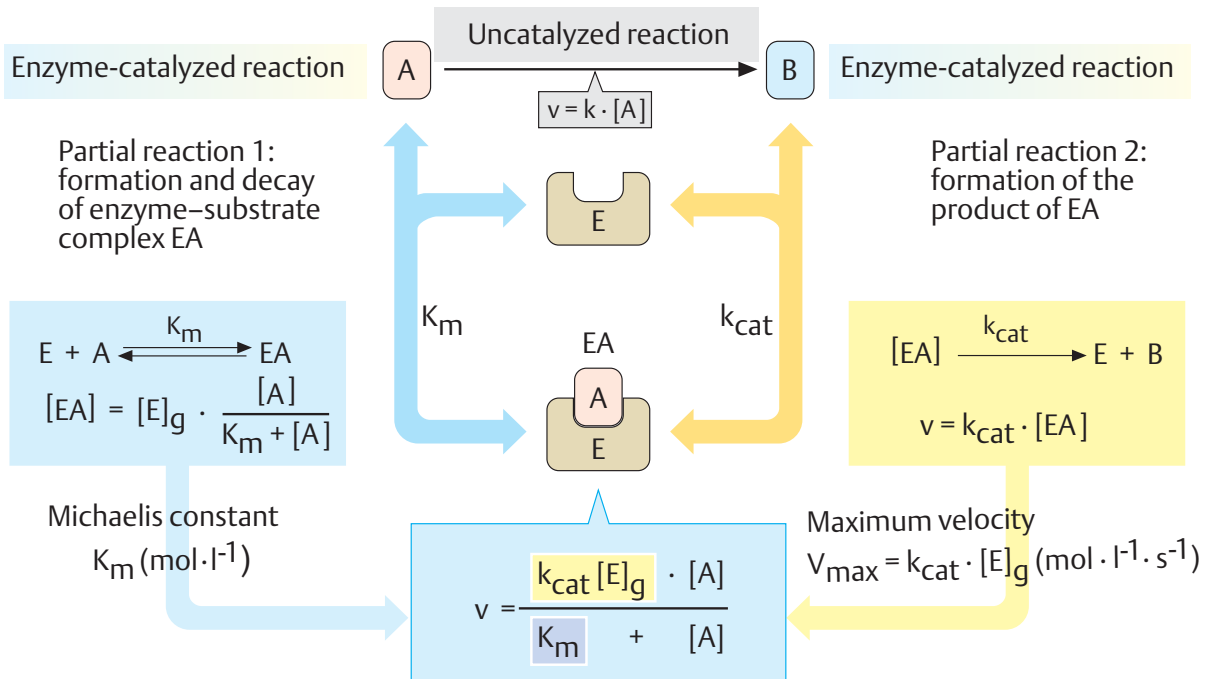 Uncatalyzed reaction
Enzyme-catalyzed reaction
A
B
Enzyme-catalyzed reaction
v = k · [A]
Partial reaction 1:
formation and decay
of enzyme–substrate
complex EA
Partial reaction 2:
formation of the
product of EA
E
Km
kcat
Km
E + A ⇌ EA
[EA] = [E]g · [A] / Km + [A]
EA
A
E
kcat
[EA] → E + B
v = kcat · [EA]
Michaelis constant
Km (mol·l-1)
Maximum velocity
Vmax = kcat · [E]g (mol · l-1 · s-1)
v = kcat [E]g · [A] / Km + [A]